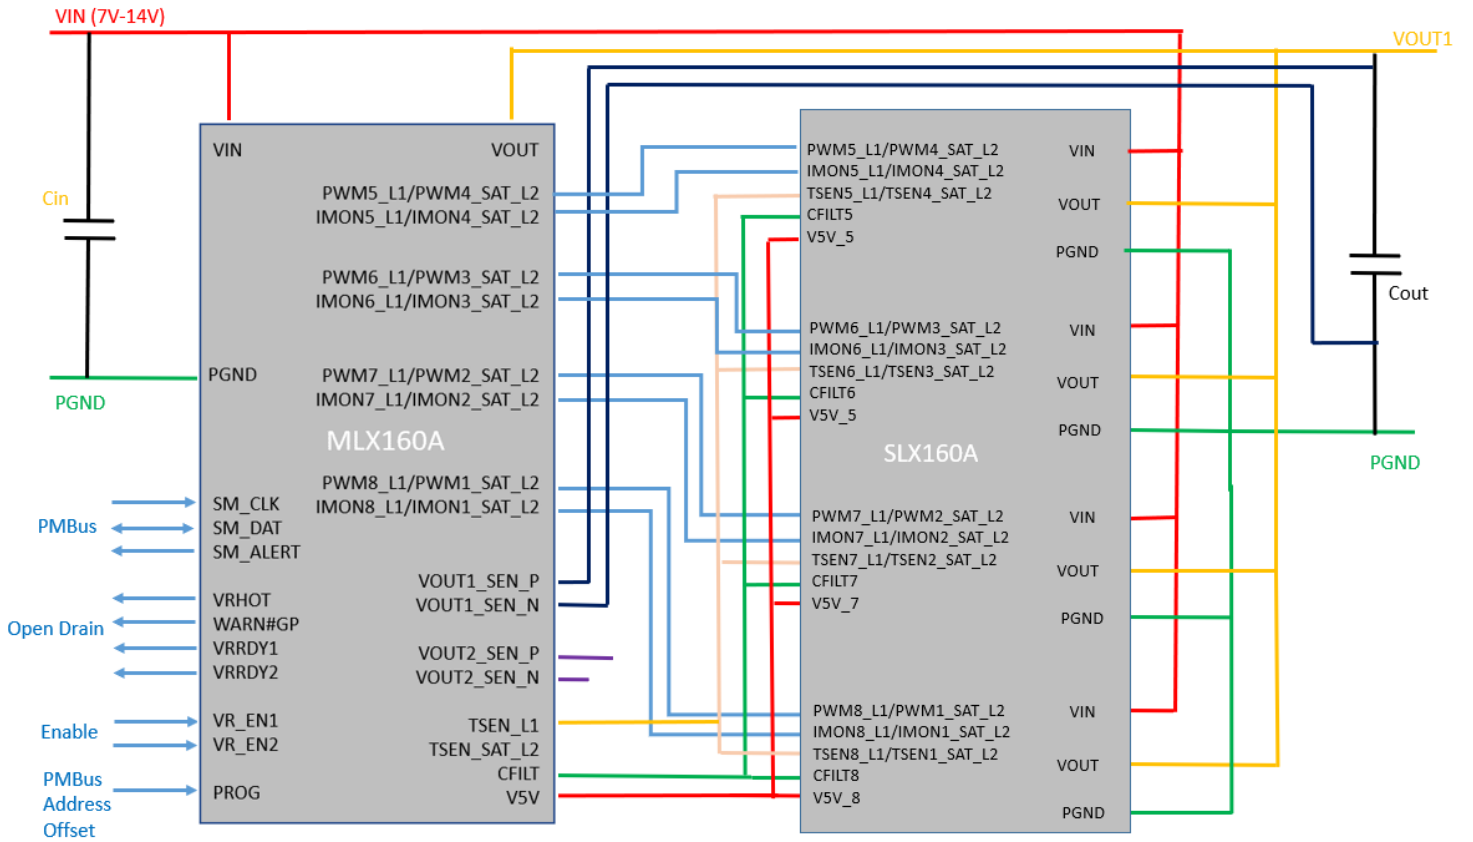 VIN (7V-14V)
VOUT1
Cin
VIN
VOUT
PWM5_L1/PWM4_SAT_L2
IMON5_L1/IMON4_SAT_L2
PWM6_L1/PWM3_SAT_L2
IMON6_L1/IMON3_SAT_L2
PGND
PGND
PWM7_L1/PWM2_SAT_L2
IMON7_L1/IMON2_SAT_L2
MLX160A
PWM8_L1/PWM1_SAT_L2
IMON8_L1/IMON1_SAT_L2
PMBus
SM_CLK
SM_DAT
SM_ALERT
VOUT1_SEN_P
VOUT1_SEN_N
Open Drain
VRHOT
WARN#GP
VRRDY1
VRRDY2
VOUT2_SEN_P
VOUT2_SEN_N
Enable
VR_EN1
VR_EN2
TSEN_L1
TSEN_SAT_L2
CFILT
V5V
PMBus
Address
Offset
PROG
PWM5_L1/PWM4_SAT_L2
IMON5_L1/IMON4_SAT_L2
TSEN5_L1/TSEN4_SAT_L2
CFILT5
V5V_5
VIN
VOUT
PGND
PWM6_L1/PWM3_SAT_L2
IMON6_L1/IMON3_SAT_L2
TSEN6_L1/TSEN3_SAT_L2
CFILT6
V5V_5
VIN
VOUT
PGND
SLX160A
PWM7_L1/PWM2_SAT_L2
IMON7_L1/IMON2_SAT_L2
TSEN7_L1/TSEN2_SAT_L2
CFILT7
V5V_7
VIN
VOUT
PGND
PWM8_L1/PWM1_SAT_L2
IMON8_L1/IMON1_SAT_L2
TSEN8_L1/TSEN1_SAT_L2
CFILT8
V5V_8
VIN
VOUT
PGND
Cout
PGND